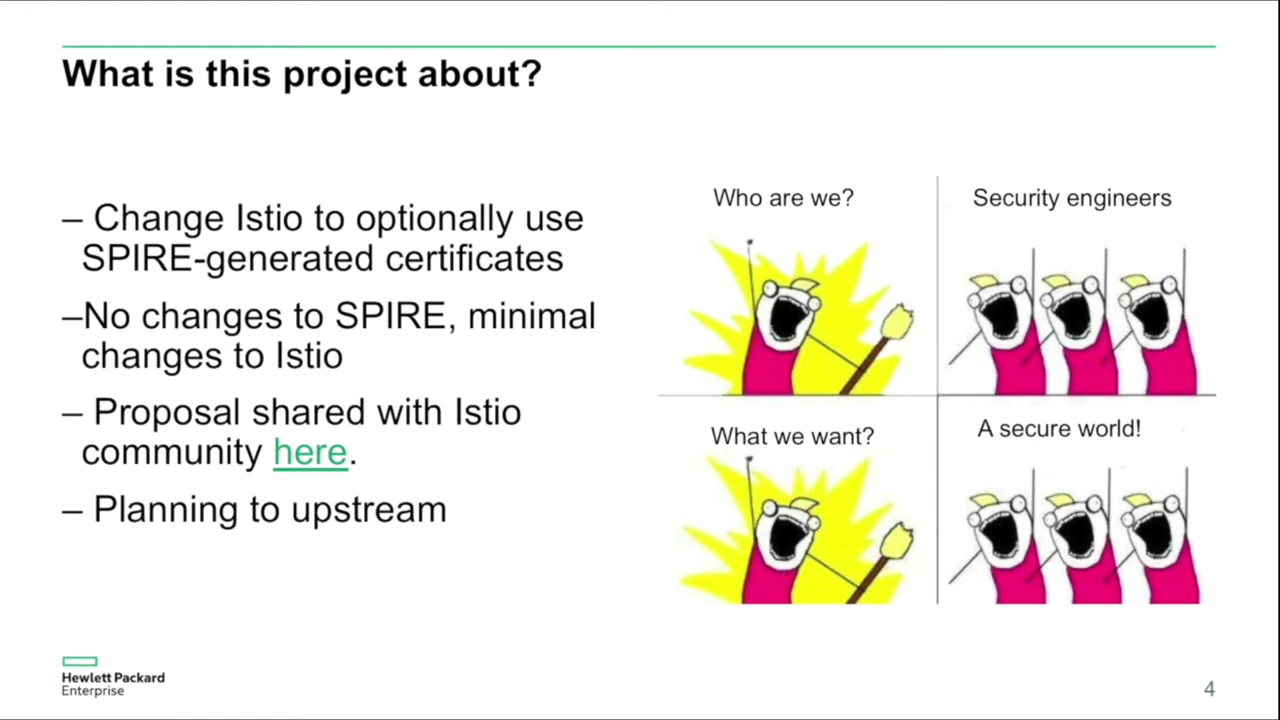 What is this project about?
– Change Istio to optionally use
SPIRE-generated certificates
–No changes to SPIRE, minimal
changes to Istio
– Proposal shared with Istio
community here.
– Planning to upstream
Who are we?
Security engineers
What we want?
A secure world!
Hewlett Packard
Enterprise
4